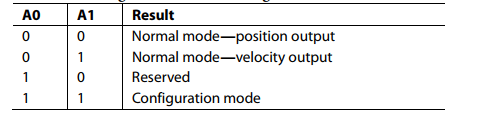 A0 A1 Result
0 0 Normal mode—position output
0 1 Normal mode—velocity output
1 0 Reserved
1 1 Configuration mode